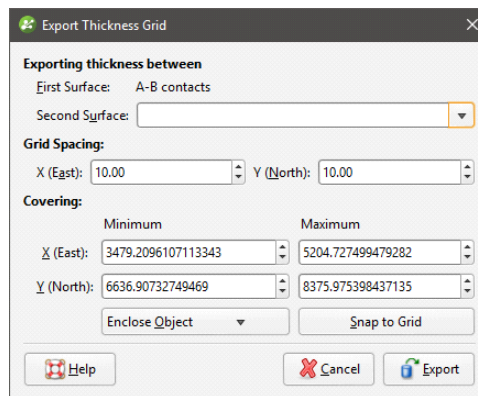 Export Thickness Grid
Exporting thickness between
First Surface: A-B contacts
Second Surface:
Grid Spacing:
X (East): 10.00 Y (North): 10.00
Covering:
Minimum Maximum
X (East): 3479.2096107113343 5204.727499479282
Y (North): 6636.90732749469 8375.975398437135
Enclose Object Snap to Grid
Help Cancel Export